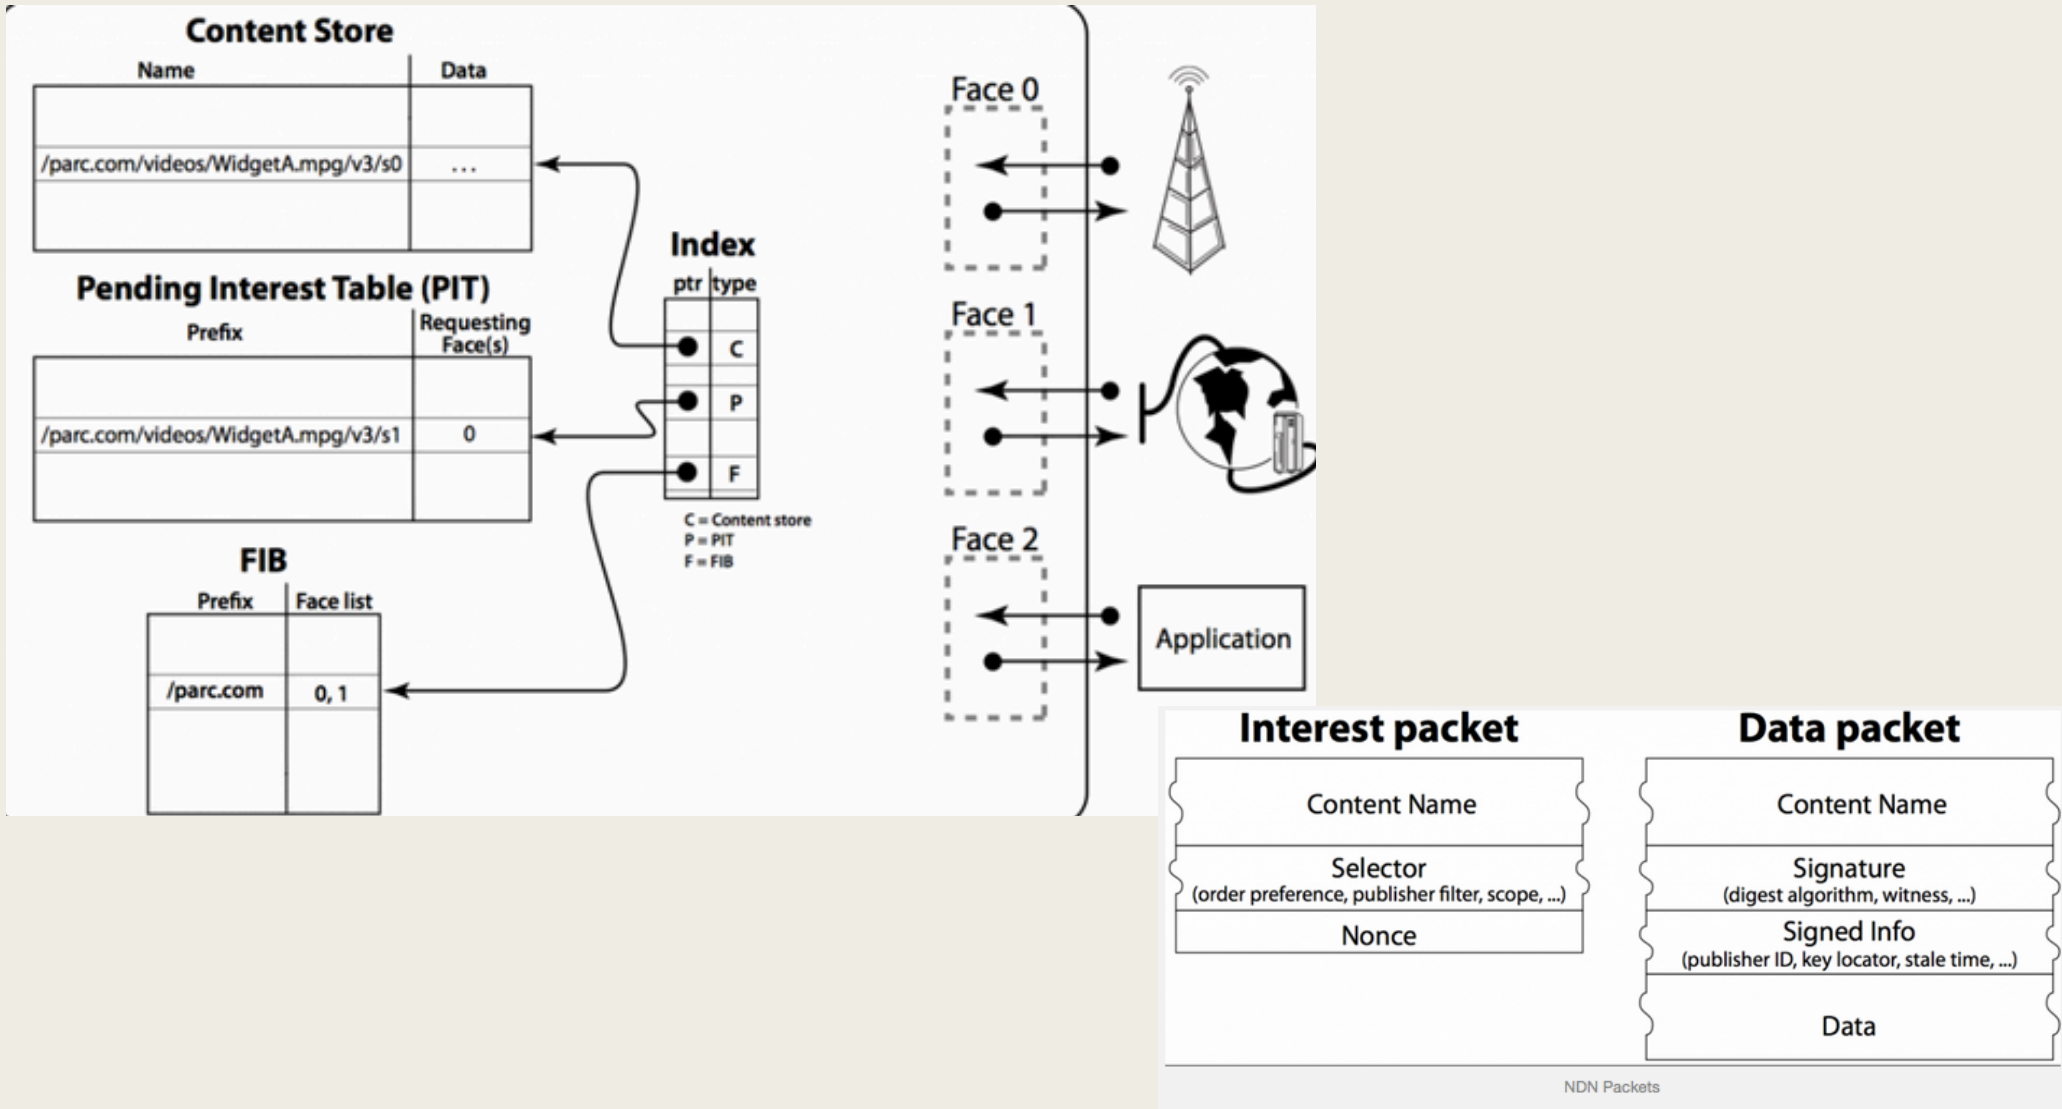 Content Store
Name Data
/parc.com/videos/WidgetA.mpg/v3/s0 ...
Pending Interest Table (PIT)
Prefix Requesting
Face(s)
/parc.com/videos/WidgetA.mpg/v3/s1 0
FIB
Prefix Face list
/parc.com 0, 1
Index
ptr type
C
P
F
C = Content store
P = PIT
F = FIB
Face 0
Face 1
Face 2
Application
Interest packet
Content Name
Selector
(order preference, publisher filter, scope, ...)
Nonce
Data packet
Content Name
Signature
(digest algorithm, witness, ...)
Signed Info
(publisher ID, key locator, stale time, ...)
Data
NDN Packets